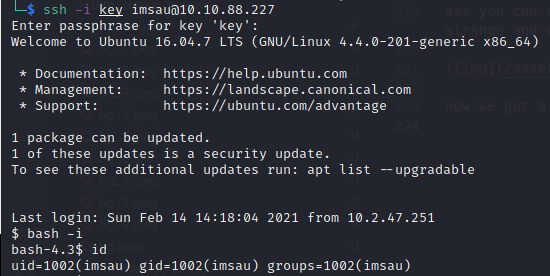 └─$ ssh -i key imsau@10.10.88.227
Enter passphrase for key 'key':
Welcome to Ubuntu 16.04.7 LTS (GNU/Linux 4.4.0-201-generic x86_64)
* Documentation: https://help.ubuntu.com
* Management: https://landscape.canonical.com
* Support: https://ubuntu.com/advantage
1 package can be updated.
1 of these updates is a security update.
To see these additional updates run: apt list --upgradable
Last login: Sun Feb 14 14:18:04 2021 from 10.2.47.251
$ bash -i
bash-4.3$ id
uid=1002(imsau) gid=1002(imsau) groups=1002(imsau)